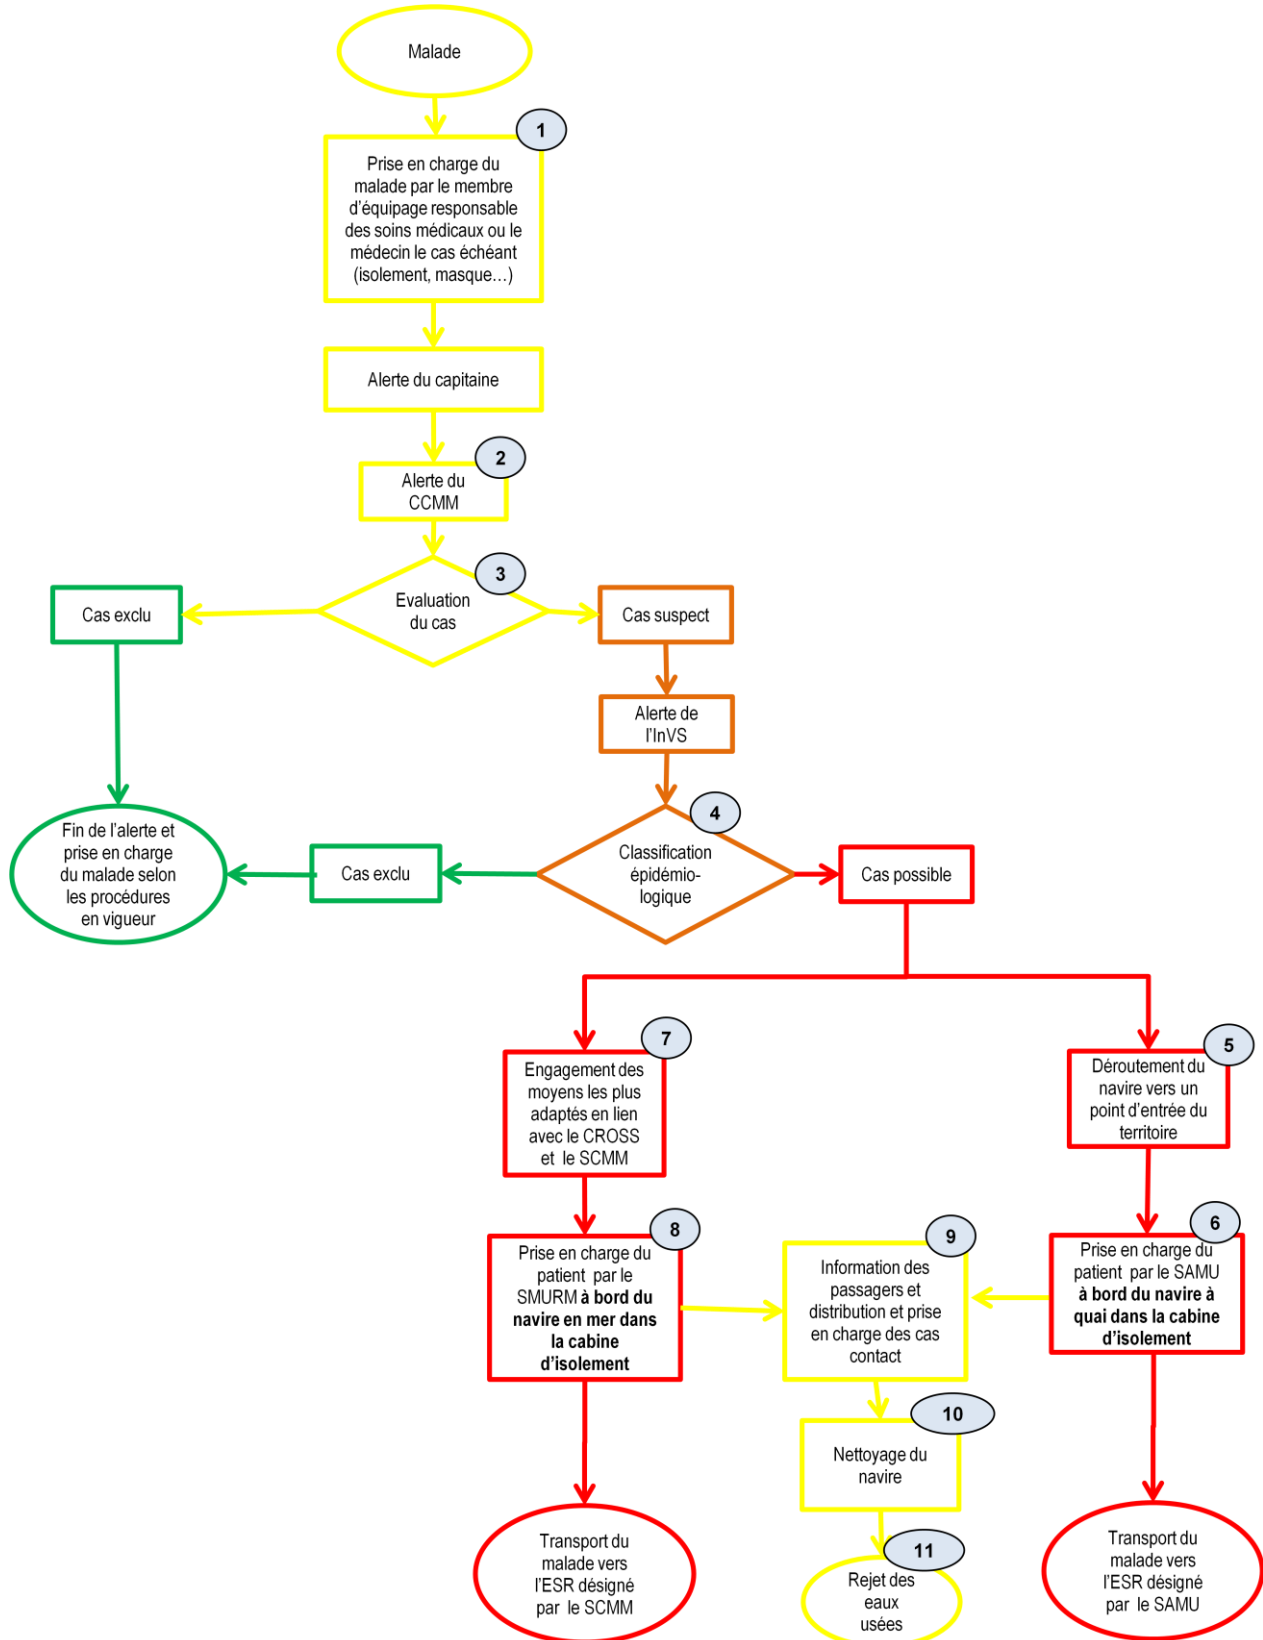 Malade
1
Prise en charge du
malade par le membre
d'équipage responsable
des soins médicaux ou le
médecin le cas échéant
(isolement, masque…)
Alerte du capitaine
2
Alerte du
CCMM
3
Evaluation
du cas
Cas exclu
Cas suspect
Alerte de
l'InVS
4
Classification
épidémio-
logique
Fin de l'alerte et
prise en charge
du malade selon
les procédures
en vigueur
Cas exclu
Cas possible
7
Engagement des
moyens les plus
adaptés en lien
avec le CROSS
et le SCMM
5
Déroutement du
navire vers un
point d'entrée du
territoire
8
Prise en charge du
patient par le
SMURM à bord du
navire en mer dans
la cabine
d'isolement
9
Information des
passagers et
distribution et prise
en charge des cas
contact
6
Prise en charge du
patient par le SAMU
à bord du navire à
quai dans la cabine
d'isolement
10
Nettoyage du
navire
Transport du
malade vers
l'ESR désigné
par le SCMM
11
Rejet des
eaux
usées
Transport du
malade vers
l'ESR désigné
par le SAMU